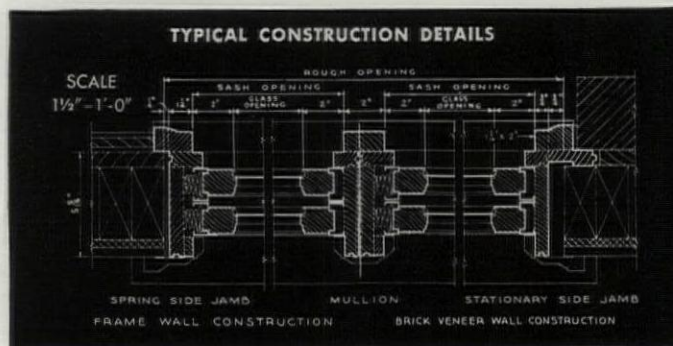 TYPICAL CONSTRUCTION DETAILS
ROUGH OPENING
SCALE
1½"=1'-0"
SASH OPENING SASH OPENING
GLASS OPENING GLASS OPENING
2" 2" 2" 2" 2"
SPRING SIDE JAMB MULLION STATIONARY SIDE JAMB
FRAME WALL CONSTRUCTION BRICK VENEER WALL CONSTRUCTION